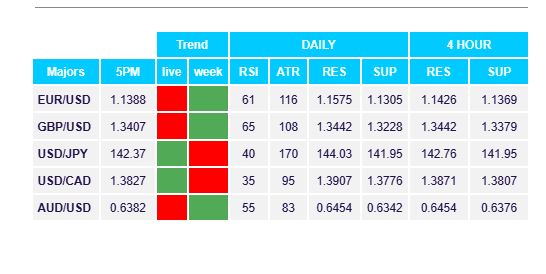 Trend DAILY 4 HOUR
Majors 5PM live week RSI ATR RES SUP RES SUP
EUR/USD 1.1388 61 116 1.1575 1.1305 1.1426 1.1369
GBP/USD 1.3407 65 108 1.3442 1.3228 1.3442 1.3379
USD/JPY 142.37 40 170 144.03 141.95 142.76 141.95
USD/CAD 1.3827 35 95 1.3907 1.3776 1.3871 1.3807
AUD/USD 0.6382 55 83 0.6454 0.6342 0.6454 0.6376